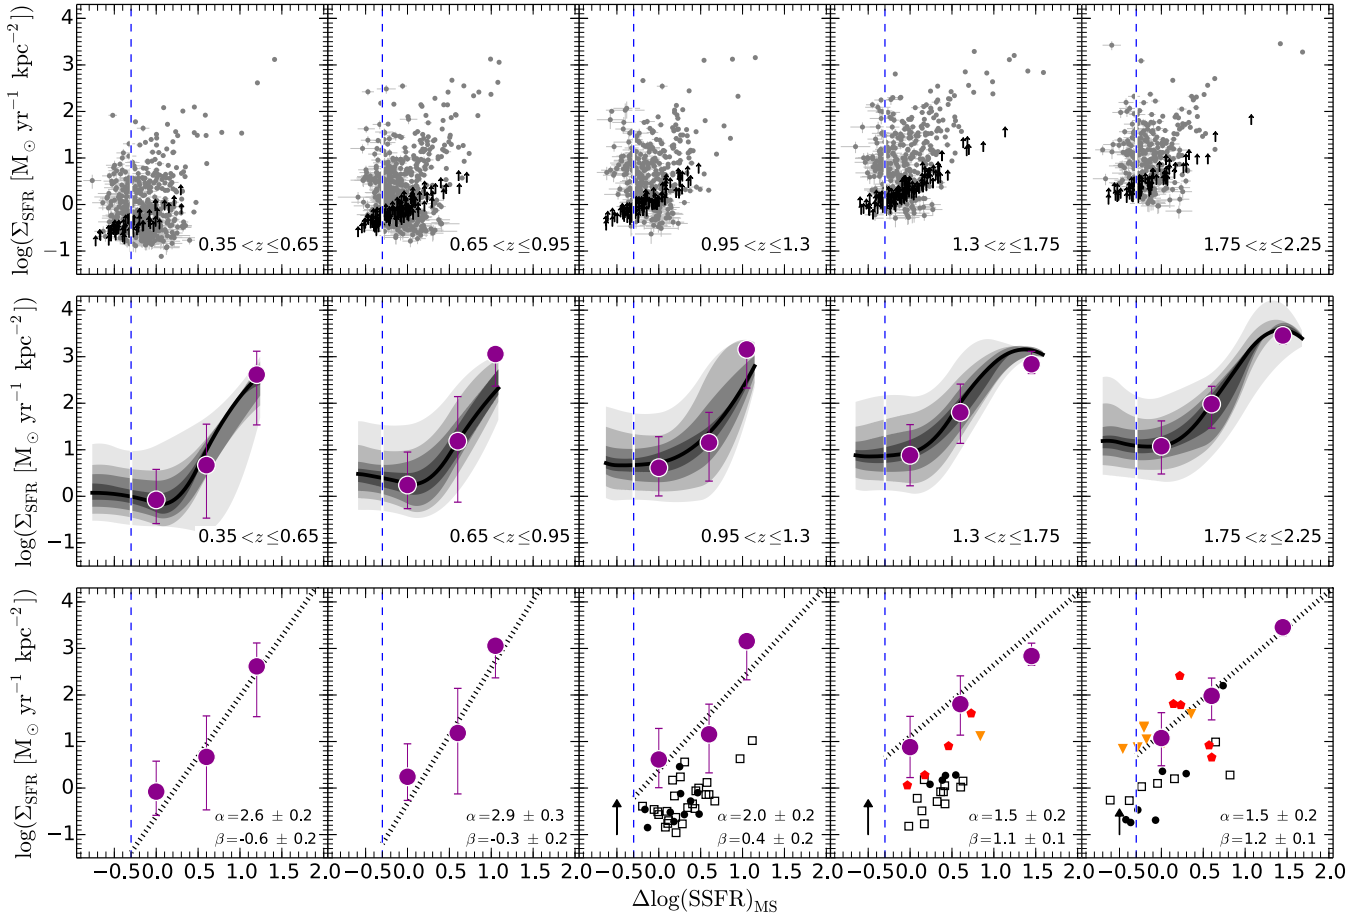 log(Σ_SFR [M_⊙ yr⁻¹ kpc⁻²])
4
3
2
1
0
−1
0.35 <z≤0.65
0.65 <z≤0.95
0.95 <z≤1.3
1.3 <z≤1.75
1.75 <z≤2.25
log(Σ_SFR [M_⊙ yr⁻¹ kpc⁻²])
4
3
2
1
0
−1
0.35 <z≤0.65
0.65 <z≤0.95
0.95 <z≤1.3
1.3 <z≤1.75
1.75 <z≤2.25
log(Σ_SFR [M_⊙ yr⁻¹ kpc⁻²])
4
3
2
1
0
−1
α=2.6 ± 0.2
β=-0.6 ± 0.2
α=2.9 ± 0.3
β=-0.3 ± 0.2
α=2.0 ± 0.2
β=0.4 ± 0.2
α=1.5 ± 0.2
β=1.1 ± 0.1
α=1.5 ± 0.2
β=1.2 ± 0.1
−0.5 0.0 0.5 1.0 1.5 2.0
−0.5 0.0 0.5 1.0 1.5 2.0
−0.5 0.0 0.5 1.0 1.5 2.0
−0.5 0.0 0.5 1.0 1.5 2.0
−0.5 0.0 0.5 1.0 1.5 2.0
Δlog(SSFR)_MS